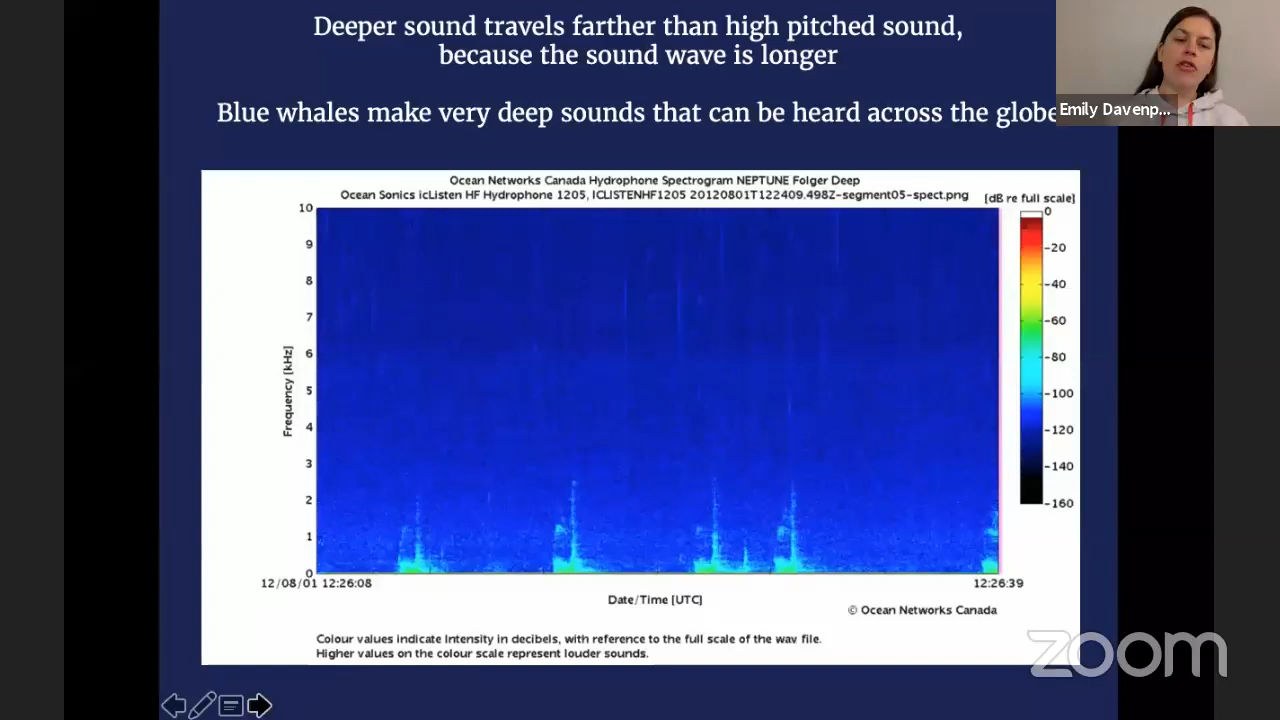 Deeper sound travels farther than high pitched sound,
because the sound wave is longer
Blue whales make very deep sounds that can be heard across the globe
Emily Davenp...
Ocean Networks Canada Hydrophone Spectrogram NEPTUNE Folger Deep
Ocean Sonics icListen HF Hydrophone 1205, ICLISTENHF1205 20120801T122409.498Z-segment05-spect.png
[dB re full scale]
10
9
8
7
6
5
4
3
2
1
0
Frequency [kHz]
0
-20
-40
-60
-80
-100
-120
-140
-160
12/08/01 12:26:08
12:26:39
Date/Time [UTC]
© Ocean Networks Canada
Colour values indicate Intensity in decibels, with reference to the full scale of the wav file.
Higher values on the colour scale represent louder sounds.
zoom